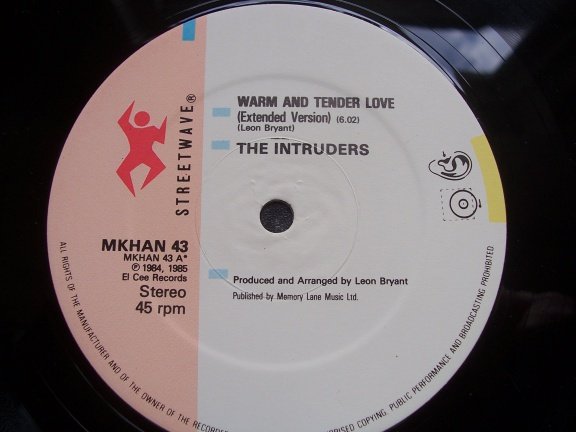 STREETWAVE®
WARM AND TENDER LOVE
(Extended Version) (6.02)
(Leon Bryant)
THE INTRUDERS
MKHAN 43
MKHAN 43 A*
℗ 1984, 1985
El Cee Records
Stereo
45 rpm
Produced and Arranged by Leon Bryant
Published by Memory Lane Music Ltd.
ALL RIGHTS OF THE MANUFACTURER AND OF THE OWNER OF THE RECORDED
UNAUTHORISED COPYING PUBLIC PERFORMANCE AND BROADCASTING PROHIBITED.